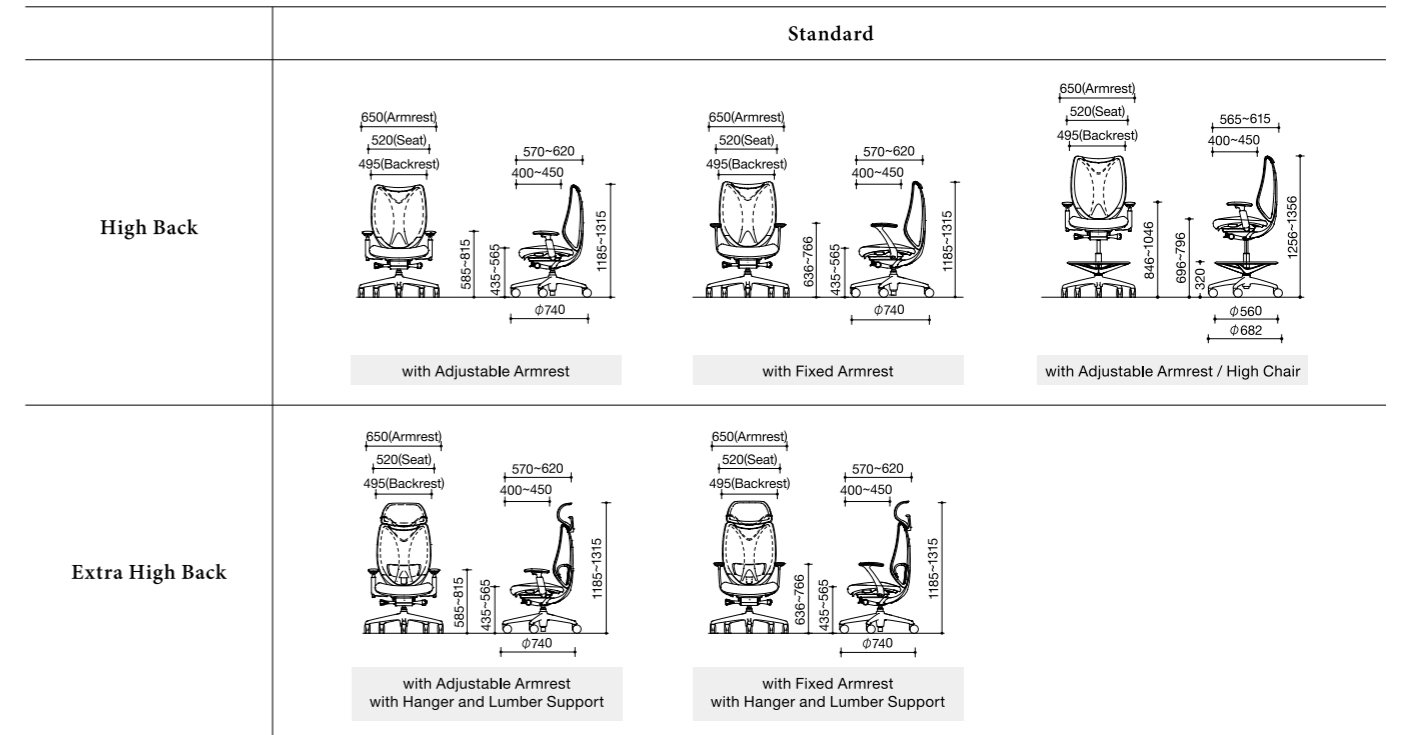 Standard
High Back
650(Armrest)
520(Seat)
495(Backrest)
570~620
400~450
585~815
435~565
1185~1315
φ740
with Adjustable Armrest
650(Armrest)
520(Seat)
495(Backrest)
570~620
400~450
636~766
435~565
1185~1315
φ740
with Fixed Armrest
650(Armrest)
520(Seat)
495(Backrest)
565~615
400~450
846~1046
696~796
320
1256~1356
φ560
φ682
with Adjustable Armrest / High Chair
Extra High Back
650(Armrest)
520(Seat)
495(Backrest)
570~620
400~450
585~815
435~565
1185~1315
φ740
with Adjustable Armrest
with Hanger and Lumber Support
650(Armrest)
520(Seat)
495(Backrest)
570~620
400~450
636~766
435~565
1185~1315
φ740
with Fixed Armrest
with Hanger and Lumber Support